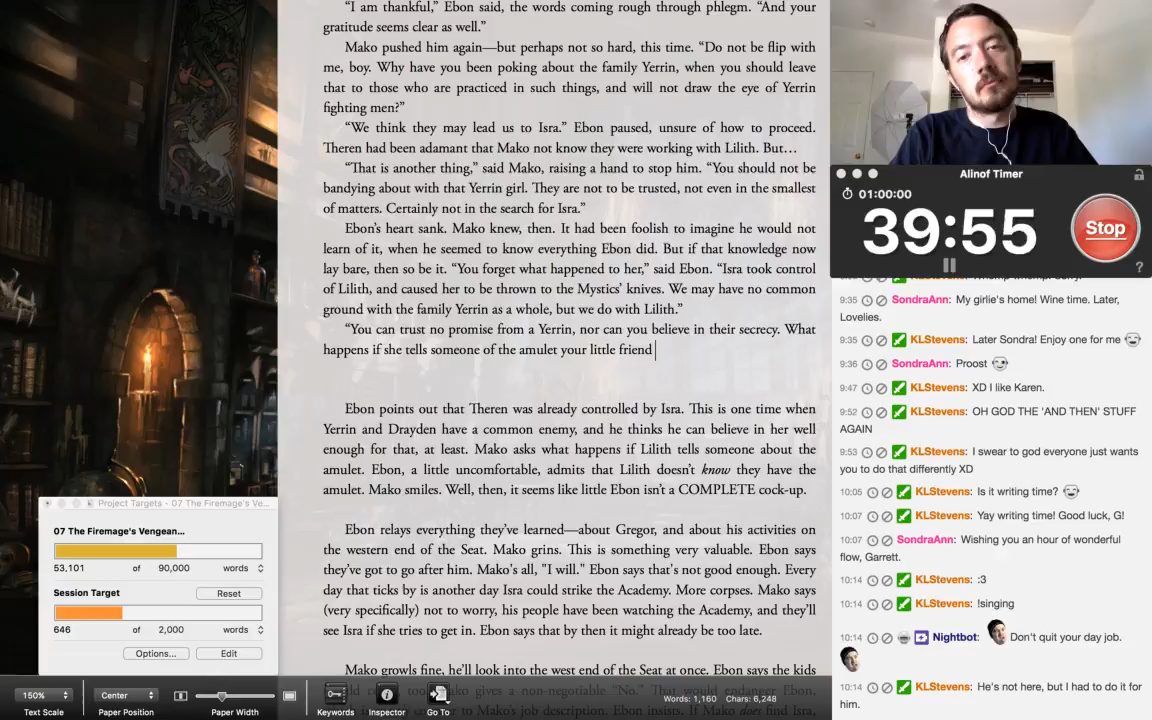 “I am thankful,” Ebon said, the words coming rough through phlegm. “And your
gratitude seems clear as well.”
Mako pushed him again—but perhaps not so hard, this time. “Do not be flip with
me, boy. Why have you been poking about the family Yerrin, when you should leave
that to those who are practiced in such things, and will not draw the eye of Yerrin
fighting men?”
“We think they may lead us to Isra.” Ebon paused, unsure of how to proceed.
Theren had been adamant that Mako not know they were working with Lilith. But…
“That is another thing,” said Mako, raising a hand to stop him. “You should not be
bandying about with that Yerrin girl. They are not to be trusted, not even in the smallest
of matters. Certainly not in the search for Isra.”
Ebon’s heart sank. Mako knew, then. It had been foolish to imagine he would not
learn of it, when he seemed to know everything Ebon did. But if that knowledge now
lay bare, then so be it. “You forget what happened to her,” said Ebon. “Isra took control
of Lilith, and caused her to be thrown to the Mystics’ knives. We may have no common
ground with the family Yerrin as a whole, but we do with Lilith.”
“You can trust no promise from a Yerrin, nor can you believe in their secrecy. What
happens if she tells someone of the amulet your little friend
Ebon points out that Theren was already controlled by Isra. This is one time when
Yerrin and Drayden have a common enemy, and he thinks he can believe in her well
enough for that, at least. Mako asks what happens if Lilith tells someone about the
amulet. Ebon, a little uncomfortable, admits that Lilith doesn’t know they have the
amulet. Mako smiles. Well, then, it seems like little Ebon isn’t a COMPLETE cock-up.
Ebon relays everything they’ve learned—about Gregor, and about his activities on
the western end of the Seat. Mako grins. This is something very valuable. Ebon says
they’ve got to go after him. Mako's all, "I will." Ebon says that's not good enough. Every
day that ticks by is another day Isra could strike the Academy. More corpses. Mako says
(very specifically) not to worry, his people have been watching the Academy, and they’ll
see Isra if she tries to get in. Ebon says that by then it might already be too late.
Mako growls fine, he’ll look into the west end of the Seat at once. Ebon says the kids
Project Targets - 07 The Firemage's Ve...
07 The Firemage's Vengean...
53,101 of 90,000 words
Session Target Reset
646 of 2,000 words
Options... Edit
150% Center
Text Scale Paper Position Paper Width Keywords Inspector Go To
Words: 1,160 Chars: 6,248
Alinof Timer
01:00:00
39:55
Stop
?
9:35 SondraAnn: My girlie's home! Wine time. Later,
Lovelies.
9:35 KLStevens: Later Sondra! Enjoy one for me
9:36 SondraAnn: Proost
9:47 KLStevens: XD I like Karen.
9:52 KLStevens: OH GOD THE 'AND THEN' STUFF
AGAIN
9:53 KLStevens: I swear to god everyone just wants
you to do that differently XD
10:05 KLStevens: Is it writing time?
10:07 KLStevens: Yay writing time! Good luck, G!
10:07 SondraAnn: Wishing you an hour of wonderful
flow, Garrett.
10:14 KLStevens: :3
10:14 KLStevens: !singing
10:14 Nightbot: Don't quit your day job.
10:14 KLStevens: He's not here, but I had to do it for
him.